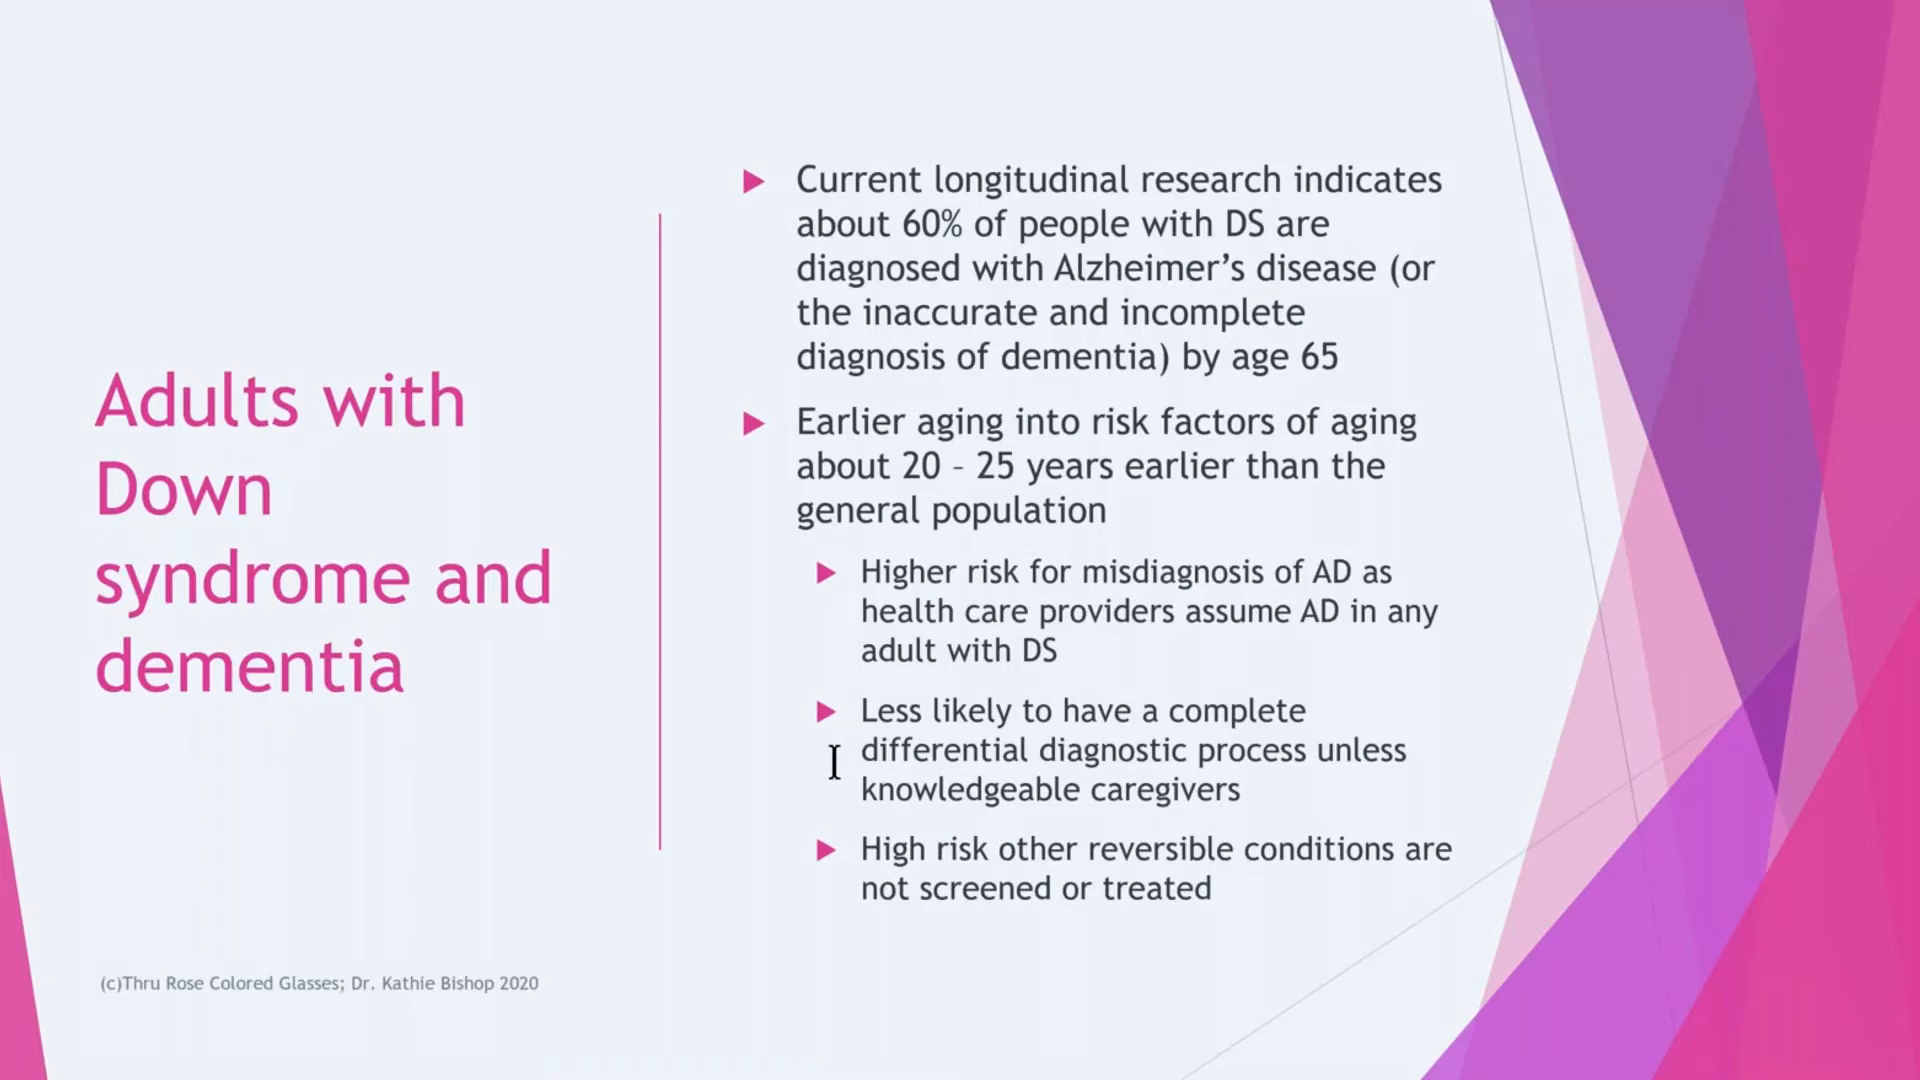 Adults with
Down
syndrome and
dementia
Current longitudinal research indicates
about 60% of people with DS are
diagnosed with Alzheimer’s disease (or
the inaccurate and incomplete
diagnosis of dementia) by age 65
Earlier aging into risk factors of aging
about 20 – 25 years earlier than the
general population
Higher risk for misdiagnosis of AD as
health care providers assume AD in any
adult with DS
Less likely to have a complete
differential diagnostic process unless
knowledgeable caregivers
High risk other reversible conditions are
not screened or treated
(c)Thru Rose Colored Glasses; Dr. Kathie Bishop 2020